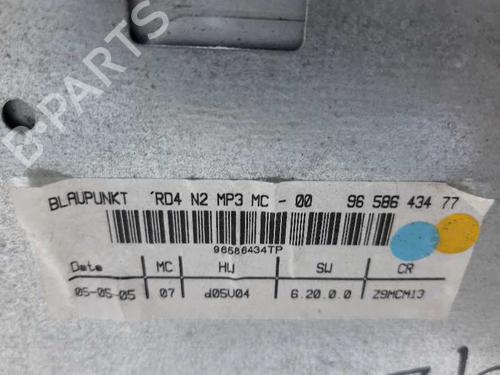 BLAUPUNKT RD4 N2 MP3 MC - 00 96 586 434 77
96586434TP
Date MC HW SW CR
05-05-05 07 d05V04 6.20.0.0 Z9MCM13